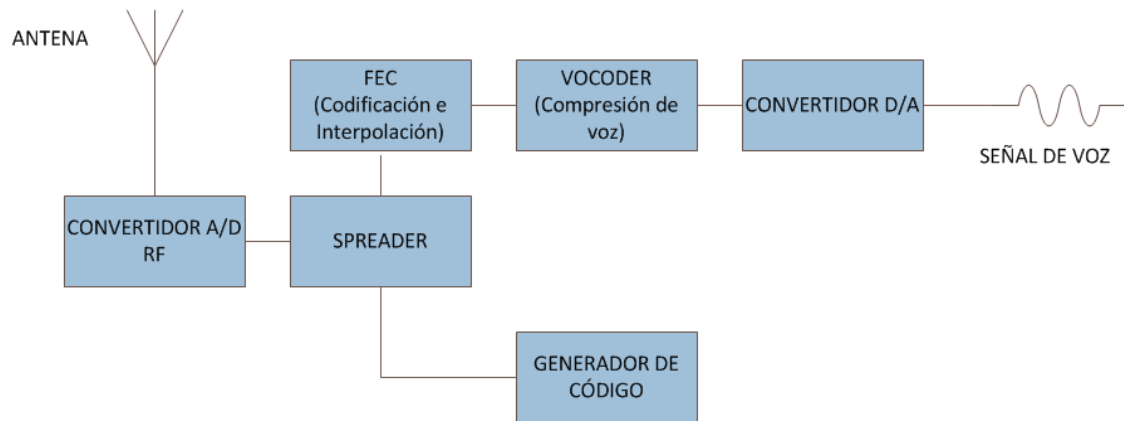 ANTENA
FEC
(Codificación e
Interpolación)
VOCODER
(Compresión de
voz)
CONVERTIDOR D/A
SEÑAL DE VOZ
CONVERTIDOR A/D
RF
SPREADER
GENERADOR DE
CÓDIGO